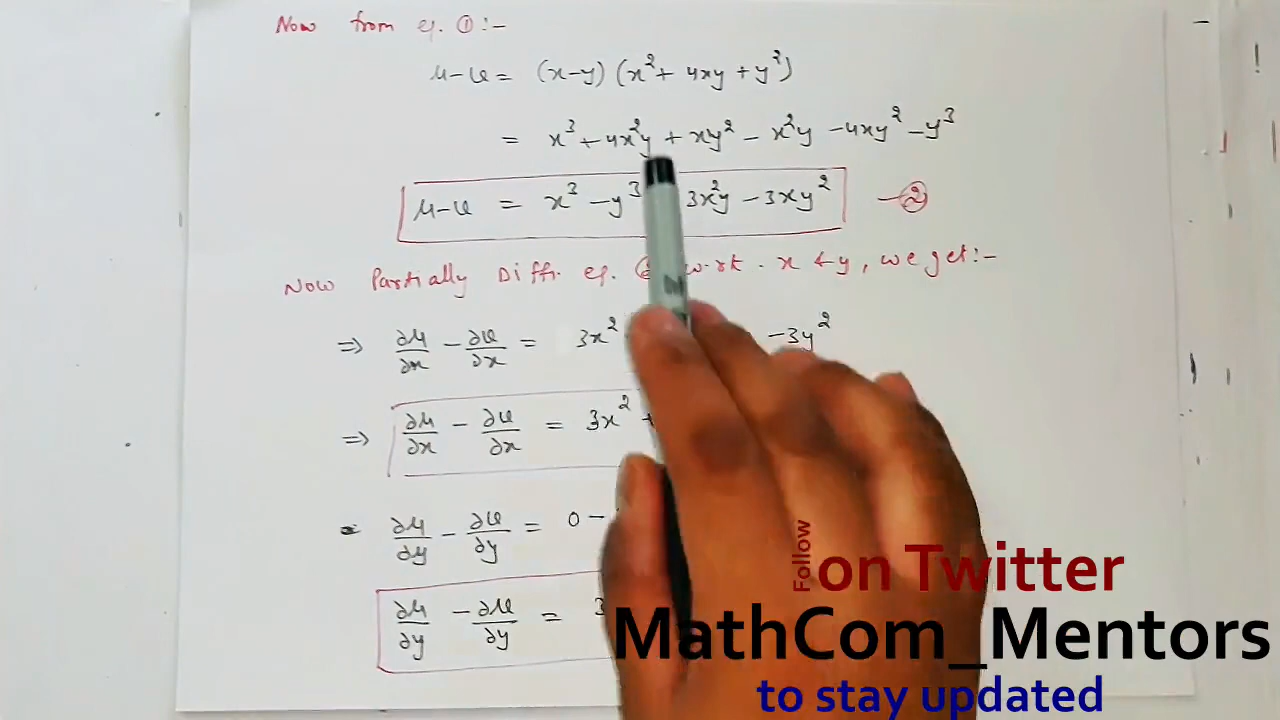 Now from eq. ①:-
u-v = (x-y) (x²+ 4xy + y²)
= x³ + 4x²y + xy² - x²y - 4xy² - y³
u-v = x³ - y³ 3x²y - 3xy² - ②
Now Partially Diff. eq. w.r.t. x & y, we get:-
⇒ ∂u/∂x - ∂v/∂x = 3x² - 3y²
⇒ ∂u/∂x - ∂v/∂x = 3x² +
∂u/∂y - ∂v/∂y = 0 -
∂u/∂y - ∂u/∂y = 3
Follow on Twitter
MathCom_Mentors
to stay updated